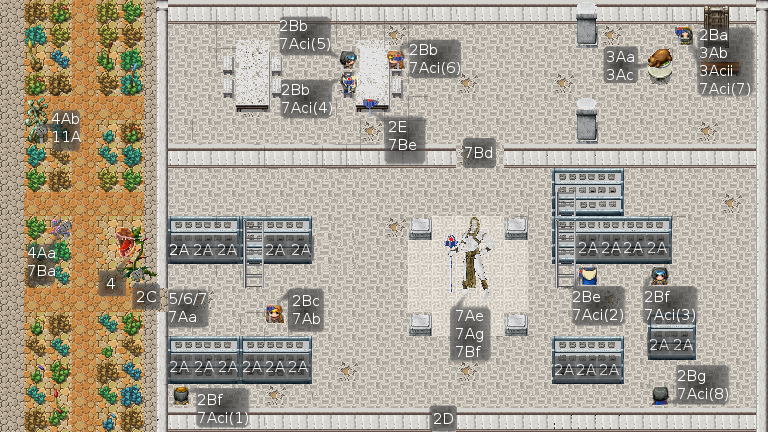 2Bb
7Aci(5)
2Bb
7Aci(6)
2Ba
3Ab
3Acii
7Aci(7)
3Aa
3Ac
2Bb
7Aci(4)
4Ab
11A
2E
7Be
7Bd
2A 2A 2A 2A
2A 2A 2A 2A
4Aa
7Ba
4
2C
5/6/7
7Aa
2Bc
7Ab
7Ae
7Ag
7Bf
2Be
7Aci(2)
2Bf
7Aci(3)
2A 2A
2A 2A 2A 2A
2A 2A 2A
2Bf
7Aci(1)
2Bg
7Aci(8)
2D